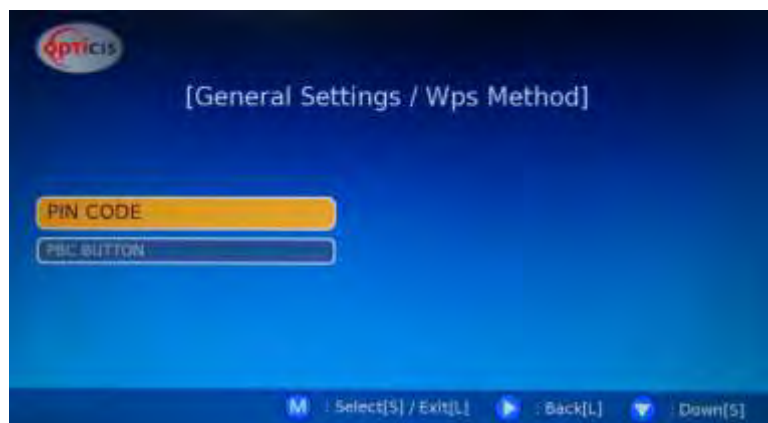 opticis
[General Settings / Wps Method]
PIN CODE
PBC BUTTON
M : Select[S] / Exit[L] : Back[L] : Down[S]